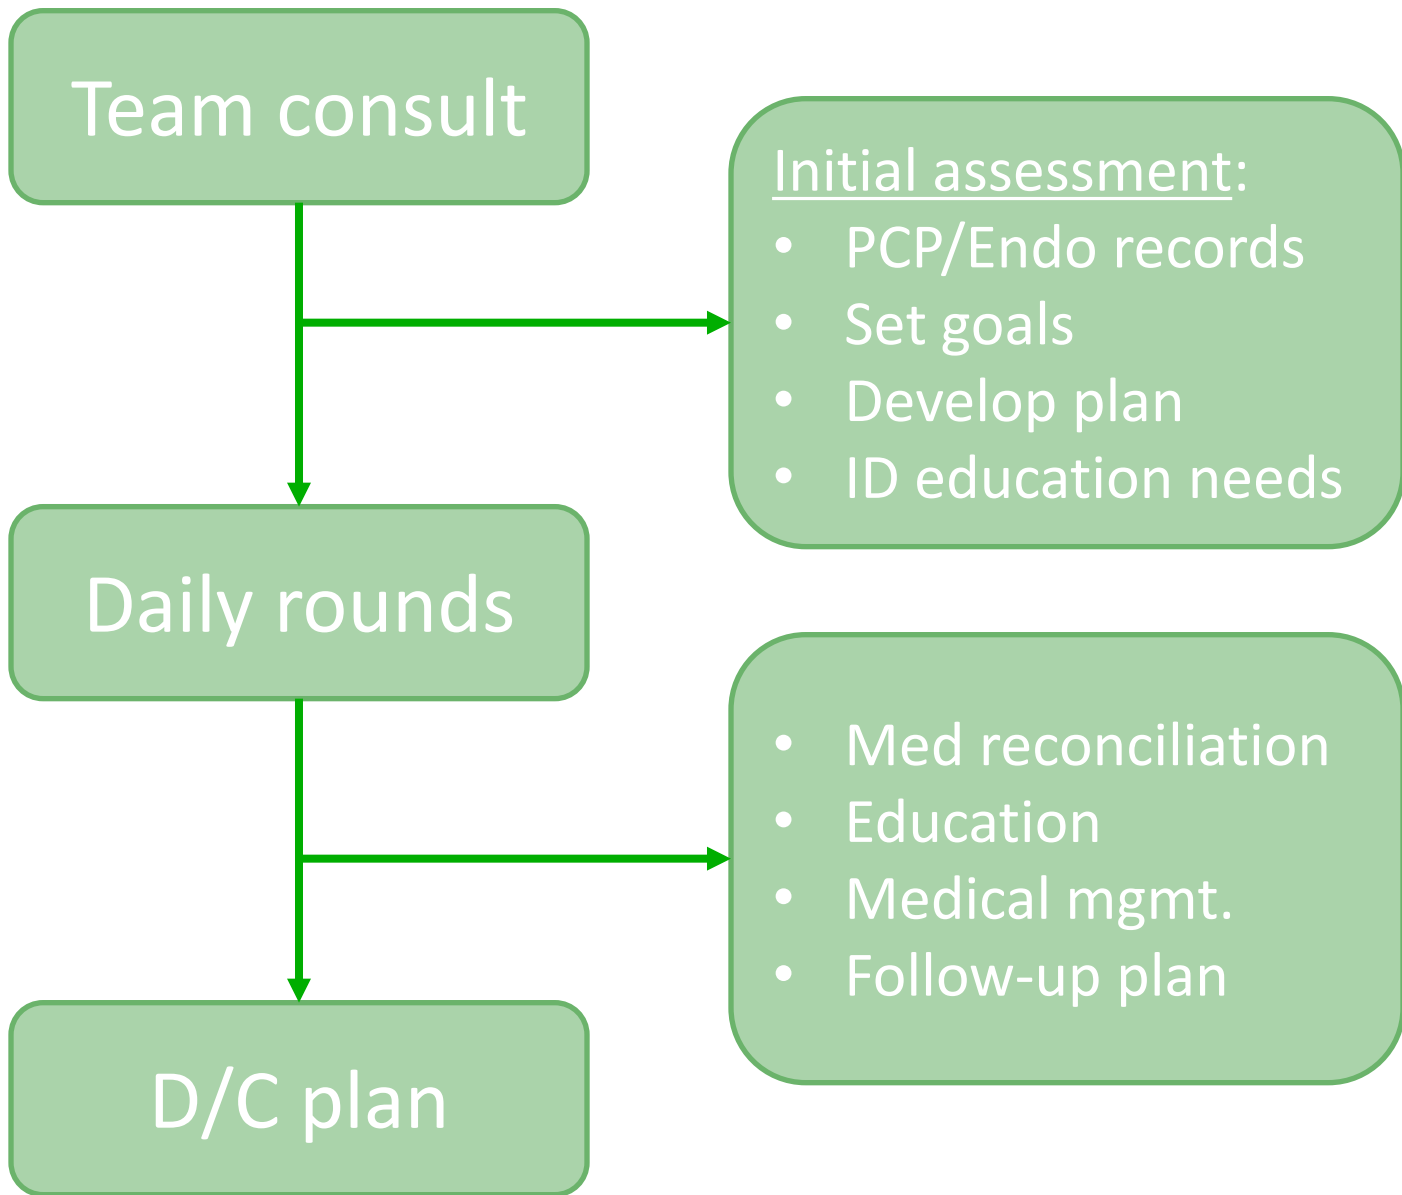 Team consult
Initial assessment:
• PCP/Endo records
• Set goals
• Develop plan
• ID education needs
Daily rounds
• Med reconciliation
• Education
• Medical mgmt.
• Follow-up plan
D/C plan